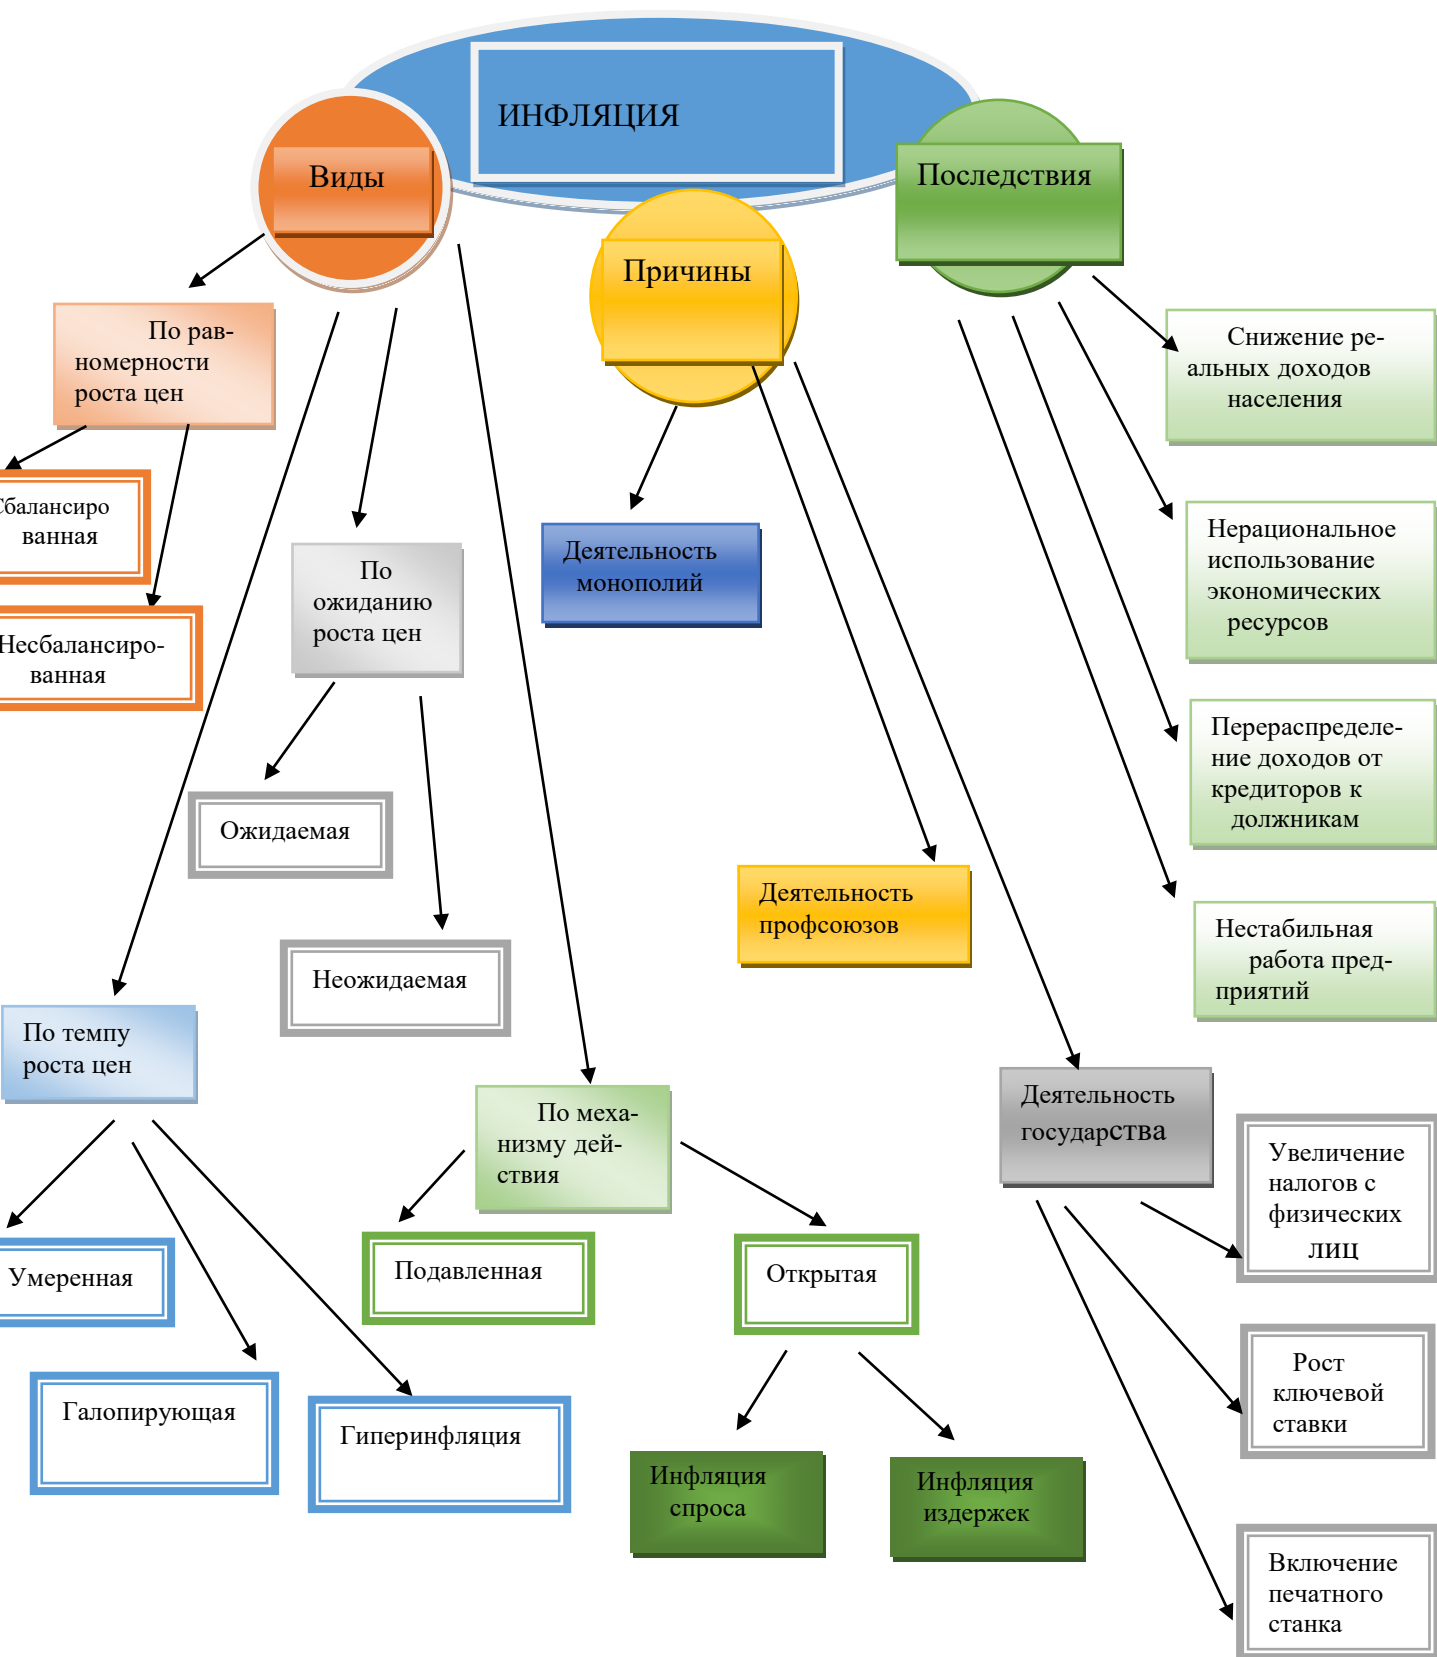 ИНФЛЯЦИЯ
Виды
Последствия
Причины
По рав-
номерности
роста цен
Сбалансиро
ванная
Несбалансиро-
ванная
По
ожиданию
роста цен
Ожидаемая
Неожидаемая
По темпу
роста цен
Умеренная
Галопирующая
Гиперинфляция
По меха-
низму дей-
ствия
Подавленная
Открытая
Инфляция
спроса
Инфляция
издержек
Деятельность
монополий
Деятельность
профсоюзов
Деятельность
государства
Увеличение
налогов с
физических
лиц
Рост
ключевой
ставки
Включение
печатного
станка
Снижение ре-
альных доходов
населения
Нерациональное
использование
экономических
ресурсов
Перераспределе-
ние доходов от
кредиторов к
должникам
Нестабильная
работа пред-
приятий